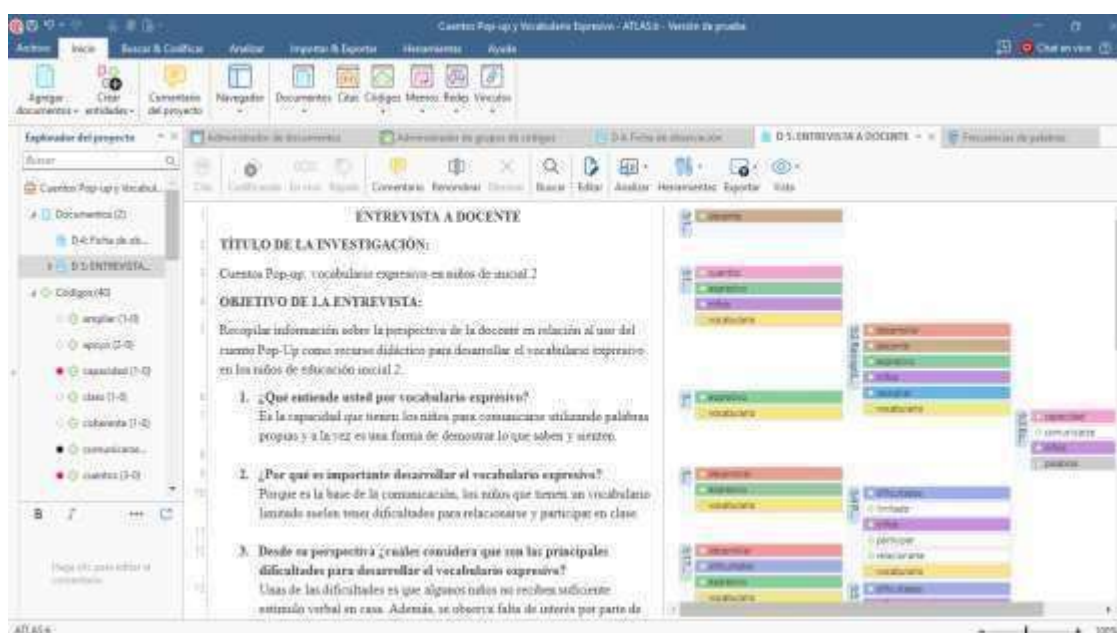 Cuentos Pop-up y Vocabulario Expresivo - ATLAS.ti - Versión de prueba
Archivo Inicio Buscar & Codificar Analizar Importar & Exportar Herramientas Ayuda
Chat en vivo
Agregar documentos Crear entidades Comentario del proyecto Navegador Documentos Citas Códigos Memos Redes Vínculos
Explorador del proyecto
Administrador de documentos
Administrador de grupos de códigos
D 4: Ficha de observación
D 5: ENTREVISTA A DOCENTE
Frecuencias de palabras
Buscar
Comentario Renombrar Buscar Editar Analizar Herramientas Exportar Vista
Cuentos Pop-up y Vocabul...
Documentos (2)
D 4: Ficha de ob...
D 5: ENTREVISTA...
Códigos (40)
ampliar (1-0)
apoyo (2-0)
capacidad (1-0)
clase (1-0)
coherente (1-0)
comunicarse...
cuentos (3-0)
B I
Haga clic para editar el comentario
ENTREVISTA A DOCENTE
TÍTULO DE LA INVESTIGACIÓN:
Cuentos Pop-up: vocabulario expresivo en niños de inicial 2
OBJETIVO DE LA ENTREVISTA:
Recopilar información sobre la perspectiva de la docente en relación al uso del
cuento Pop-Up como recurso didáctico para desarrollar el vocabulario expresivo
en los niños de educación inicial 2.
1. ¿Que entiende usted por vocabulario expresivo?
Es la capacidad que tienen los niños para comunicarse utilizando palabras
propias y a la vez es una forma de demostrar lo que saben y sienten.
2. ¿Por qué es importante desarrollar el vocabulario expresivo?
Porque es la base de la comunicación, los niños que tienen un vocabulario
limitado suelen tener dificultades para relacionarse y participar en clase.
3. Desde su perspectiva ¿cuáles considera que son las principales
dificultades para desarrollar el vocabulario expresivo?
Unas de las dificultades es que algunos niños no reciben suficiente
estimulo verbal en casa. Además, se observa falta de interés por parte de
docente
cuentos
expresivo
niños
vocabulario
desarrollar
docente
expresivo
niños
vocabulario
expresivo
vocabulario
capacidad
comunicarse
niños
palabras
desarrollar
expresivo
vocabulario
dificultades
limitado
niños
participar
relacionarse
vocabulario
desarrollar
dificultades
expresivo
vocabulario
dificultades
ATLAS.ti
100%